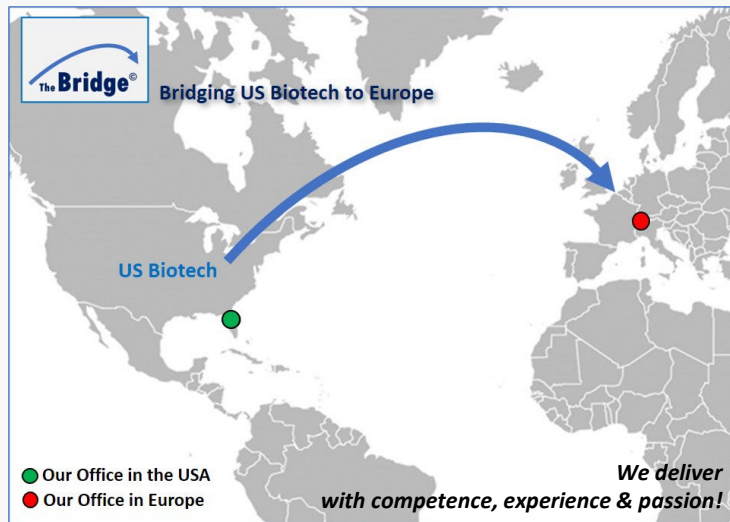 The Bridge©
Bridging US Biotech to Europe
US Biotech
Our Office in the USA
Our Office in Europe
We deliver
with competence, experience & passion!